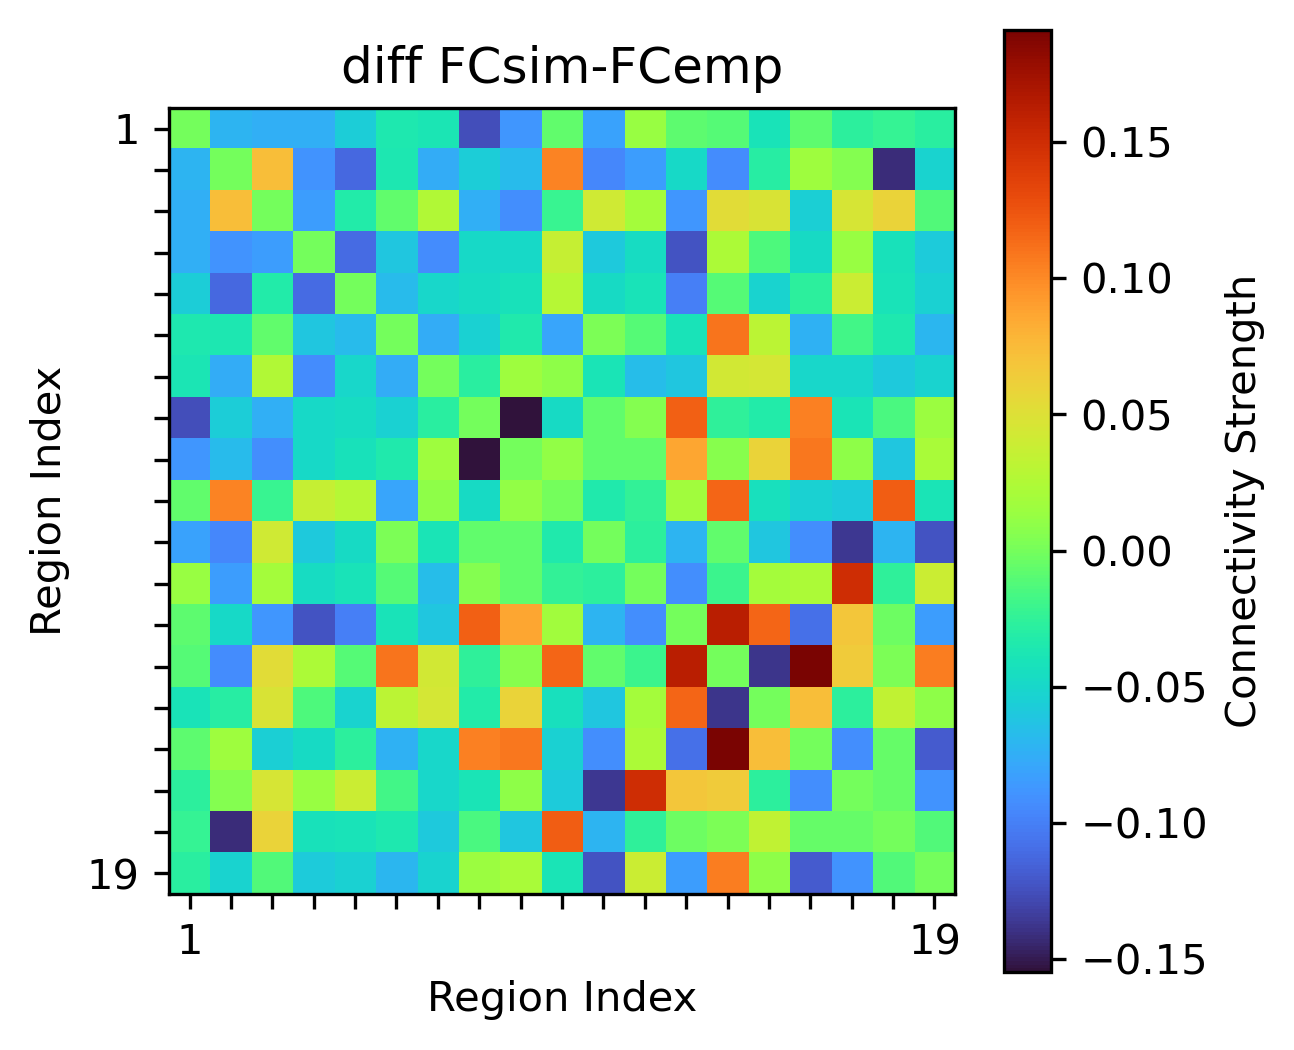 diff FCsim-FCemp
1
19
Region Index
1
19
Region Index
0.15
0.10
0.05
0.00
−0.05
−0.10
−0.15
Connectivity Strength